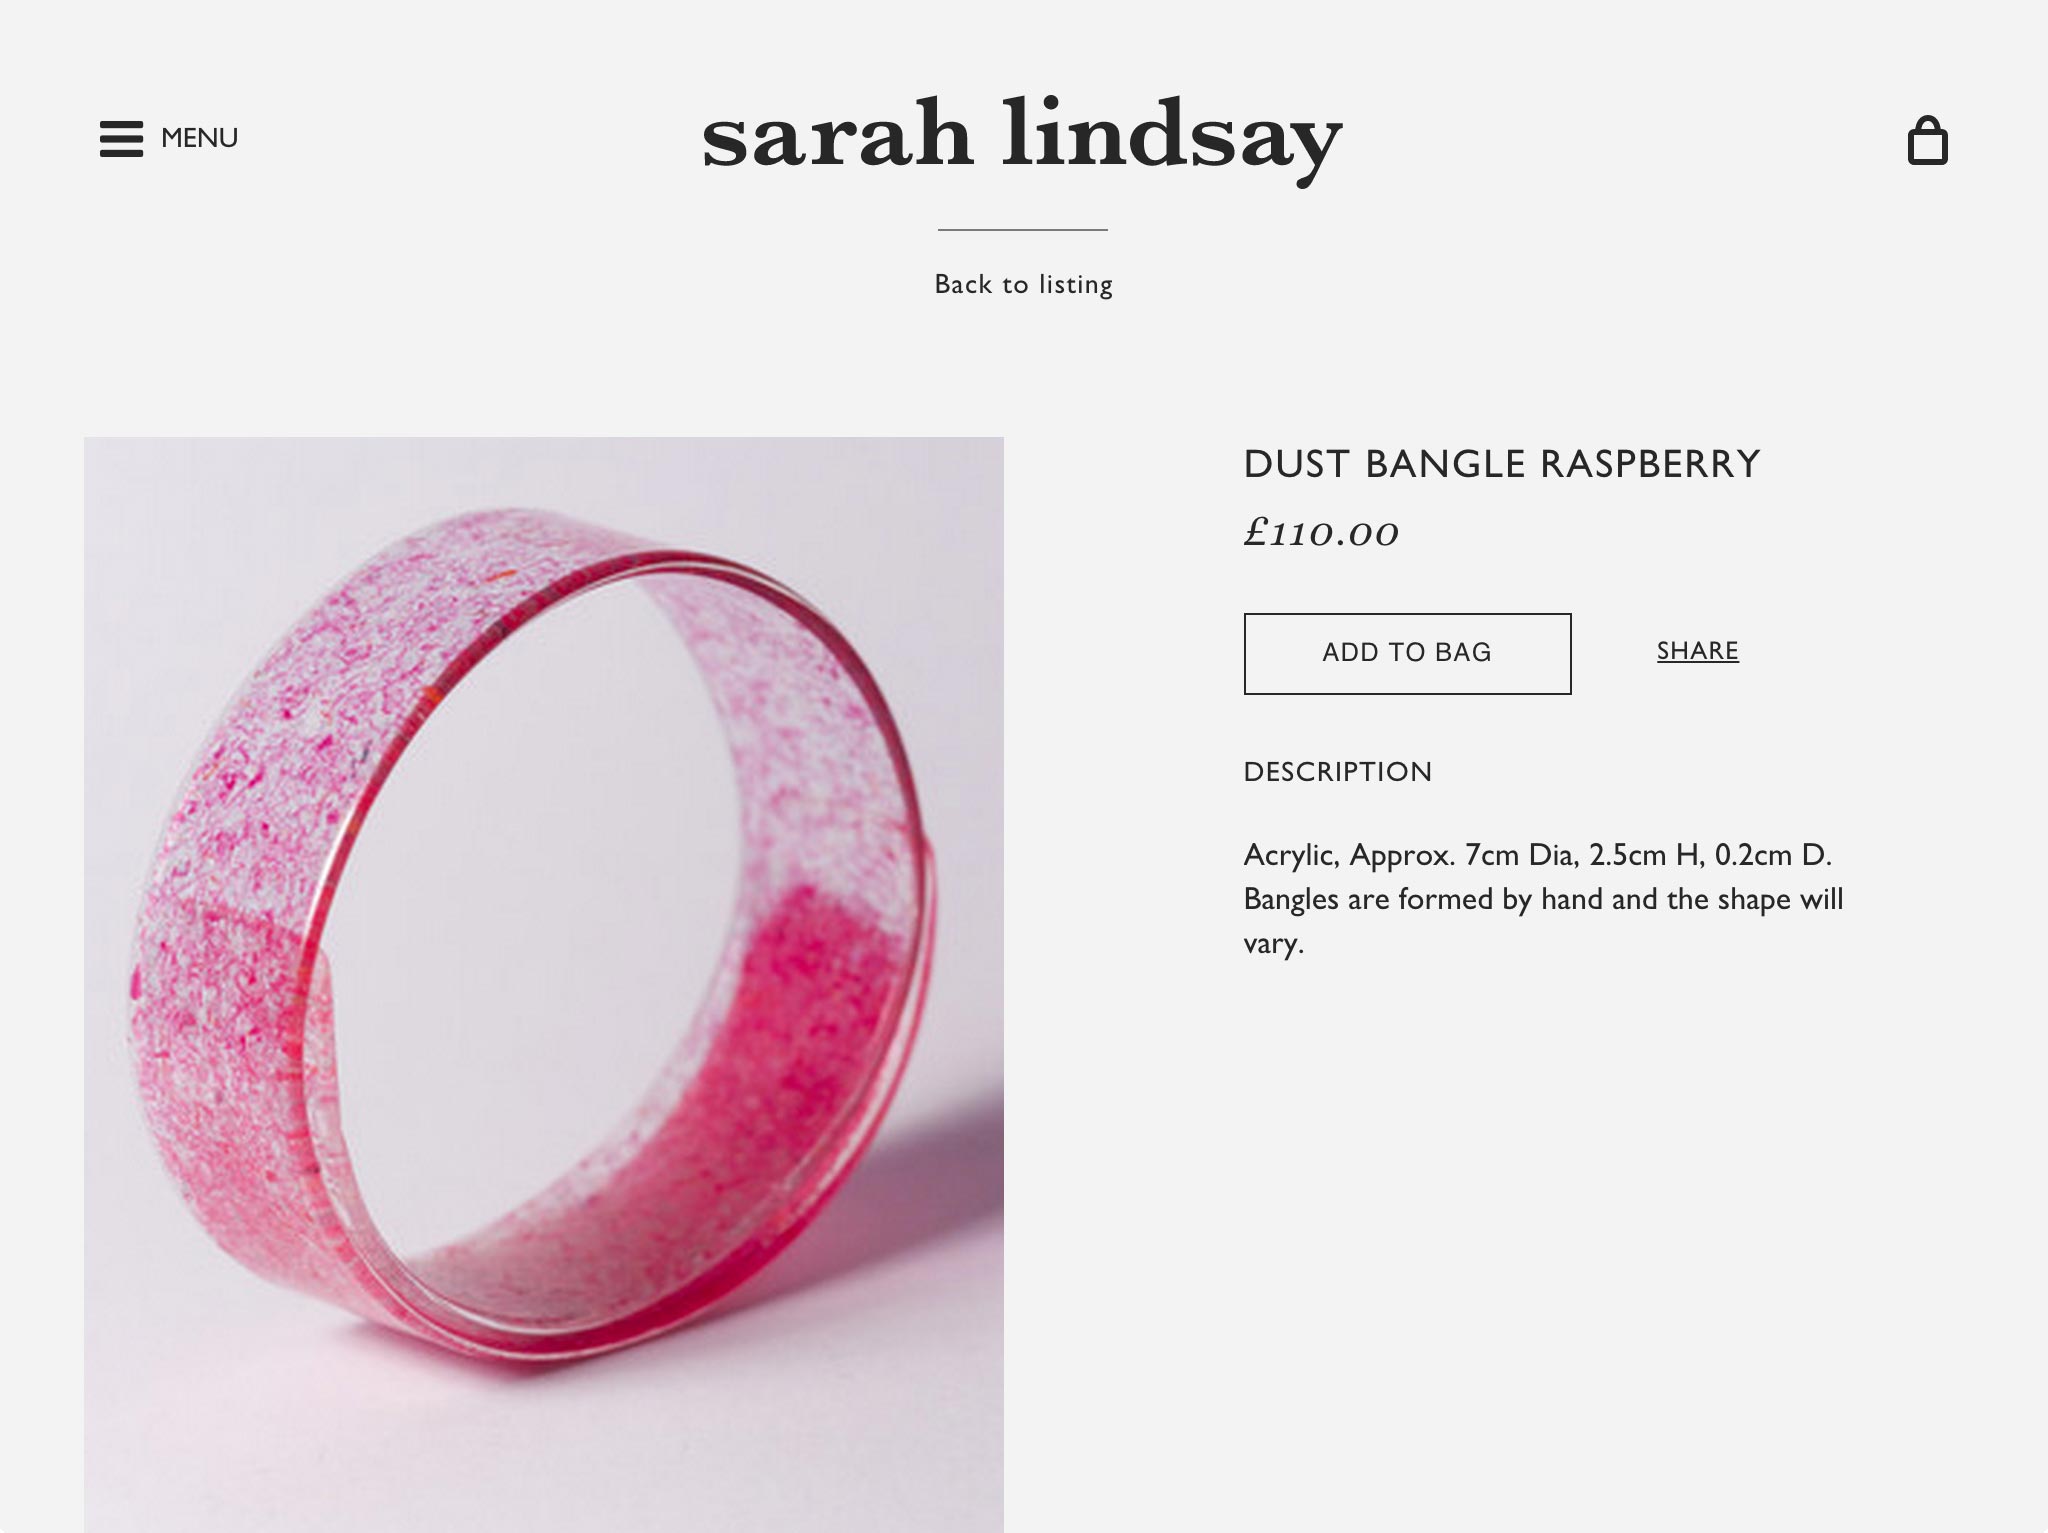 MENU
sarah lindsay
Back to listing
DUST BANGLE RASPBERRY
£110.00
ADD TO BAG
SHARE
DESCRIPTION
Acrylic, Approx. 7cm Dia, 2.5cm H, 0.2cm D.
Bangles are formed by hand and the shape will
vary.